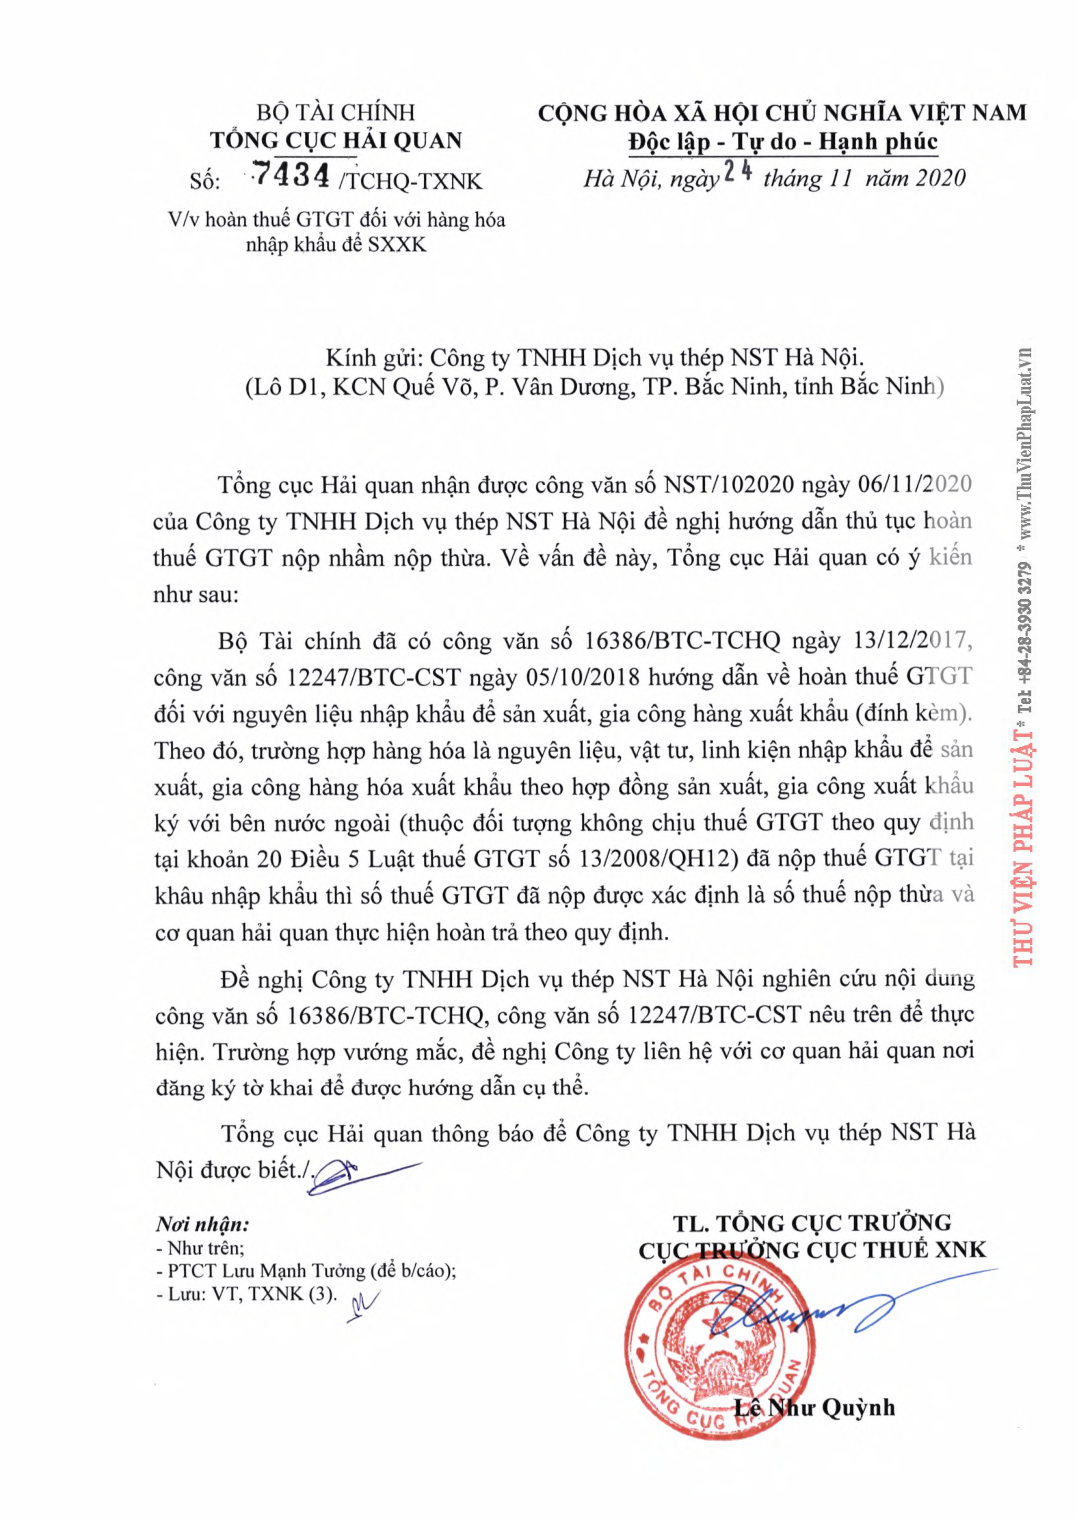 BỘ TÀI CHÍNH
TỔNG CỤC HẢI QUAN
Số: 7434 /TCHQ-TXNK
V/v hoàn thuế GTGT đối với hàng hóa
nhập khẩu để SXXK
CỘNG HÒA XÃ HỘI CHỦ NGHĨA VIỆT NAM
Độc lập - Tự do - Hạnh phúc
Hà Nội, ngày 24 tháng 11 năm 2020
Kính gửi: Công ty TNHH Dịch vụ thép NST Hà Nội.
(Lô D1, KCN Quế Võ, P. Vân Dương, TP. Bắc Ninh, tỉnh Bắc Ninh)
Tổng cục Hải quan nhận được công văn số NST/102020 ngày 06/11/2020
của Công ty TNHH Dịch vụ thép NST Hà Nội đề nghị hướng dẫn thủ tục hoàn
thuế GTGT nộp nhầm nộp thừa. Về vấn đề này, Tổng cục Hải quan có ý kiến
như sau:
Bộ Tài chính đã có công văn số 16386/BTC-TCHQ ngày 13/12/2017,
công văn số 12247/BTC-CST ngày 05/10/2018 hướng dẫn về hoàn thuế GTGT
đối với nguyên liệu nhập khẩu để sản xuất, gia công hàng xuất khẩu (đính kèm).
Theo đó, trường hợp hàng hóa là nguyên liệu, vật tư, linh kiện nhập khẩu để sản
xuất, gia công hàng hóa xuất khẩu theo hợp đồng sản xuất, gia công xuất khẩu
ký với bên nước ngoài (thuộc đối tượng không chịu thuế GTGT theo quy định
tại khoản 20 Điều 5 Luật thuế GTGT số 13/2008/QH12) đã nộp thuế GTGT tại
khâu nhập khẩu thì số thuế GTGT đã nộp được xác định là số thuế nộp thừa và
cơ quan hải quan thực hiện hoàn trả theo quy định.
Đề nghị Công ty TNHH Dịch vụ thép NST Hà Nội nghiên cứu nội dung
công văn số 16386/BTC-TCHQ, công văn số 12247/BTC-CST nêu trên để thực
hiện. Trường hợp vướng mắc, đề nghị Công ty liên hệ với cơ quan hải quan nơi
đăng ký tờ khai để được hướng dẫn cụ thể.
Tổng cục Hải quan thông báo để Công ty TNHH Dịch vụ thép NST Hà
Nội được biết./.
Nơi nhận:
- Như trên;
- PTCT Lưu Mạnh Tưởng (để b/cáo);
- Lưu: VT, TXNK (3).
TL. TỔNG CỤC TRƯỞNG
CỤC TRƯỞNG CỤC THUẾ XNK
BỘ TÀI CHÍNH
TỔNG CỤC HẢI QUAN
Lê Như Quỳnh
THƯ VIỆN PHÁP LUẬT * Tel: +84-28-3930 3279 * www.ThuVienPhapLuat.vn